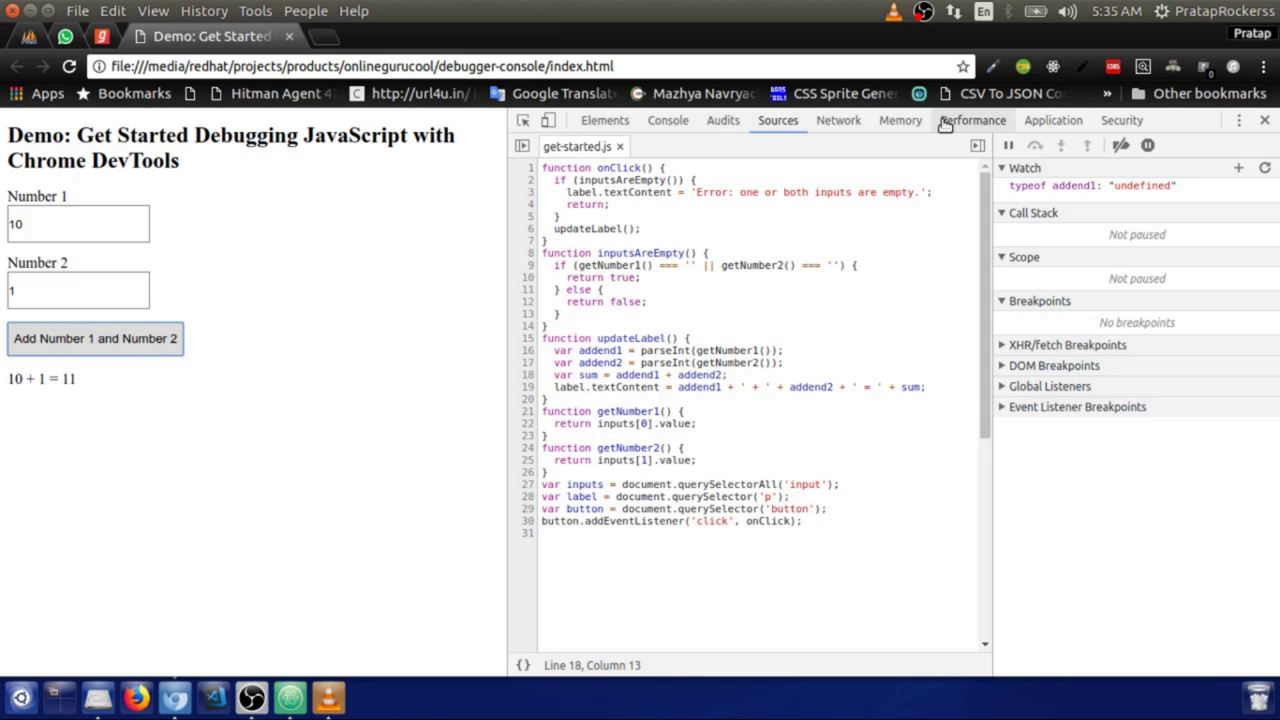 File Edit View History Tools People Help
En 5:35 AM PratapRockerss
Demo: Get Started
Pratap
file:///media/redhat/projects/products/onlinegurucool/debugger-console/index.html
Apps Bookmarks Hitman Agent 47 http://url4u.in/ Google Translat Mazhya Navryac CSS Sprite Gene CSV To JSON Co » Other bookmarks
Demo: Get Started Debugging JavaScript with
Chrome DevTools
Number 1
10
Number 2
1
Add Number 1 and Number 2
10 + 1 = 11
Elements Console Audits Sources Network Memory Performance Application Security
get-started.js
1 function onClick() {
2 if (inputsAreEmpty()) {
3 label.textContent = 'Error: one or both inputs are empty.';
4 return;
5 }
6 updateLabel();
7 }
8 function inputsAreEmpty() {
9 if (getNumber1() === '' || getNumber2() === '') {
10 return true;
11 } else {
12 return false;
13 }
14 }
15 function updateLabel() {
16 var addend1 = parseInt(getNumber1());
17 var addend2 = parseInt(getNumber2());
18 var sum = addend1 + addend2;
19 label.textContent = addend1 + ' + ' + addend2 + ' = ' + sum;
20 }
21 function getNumber1() {
22 return inputs[0].value;
23 }
24 function getNumber2() {
25 return inputs[1].value;
26 }
27 var inputs = document.querySelectorAll('input');
28 var label = document.querySelector('p');
29 var button = document.querySelector('button');
30 button.addEventListener('click', onClick);
31
{} Line 18, Column 13
Watch
typeof addend1: "undefined"
Call Stack
Not paused
Scope
Not paused
Breakpoints
No breakpoints
XHR/fetch Breakpoints
DOM Breakpoints
Global Listeners
Event Listener Breakpoints